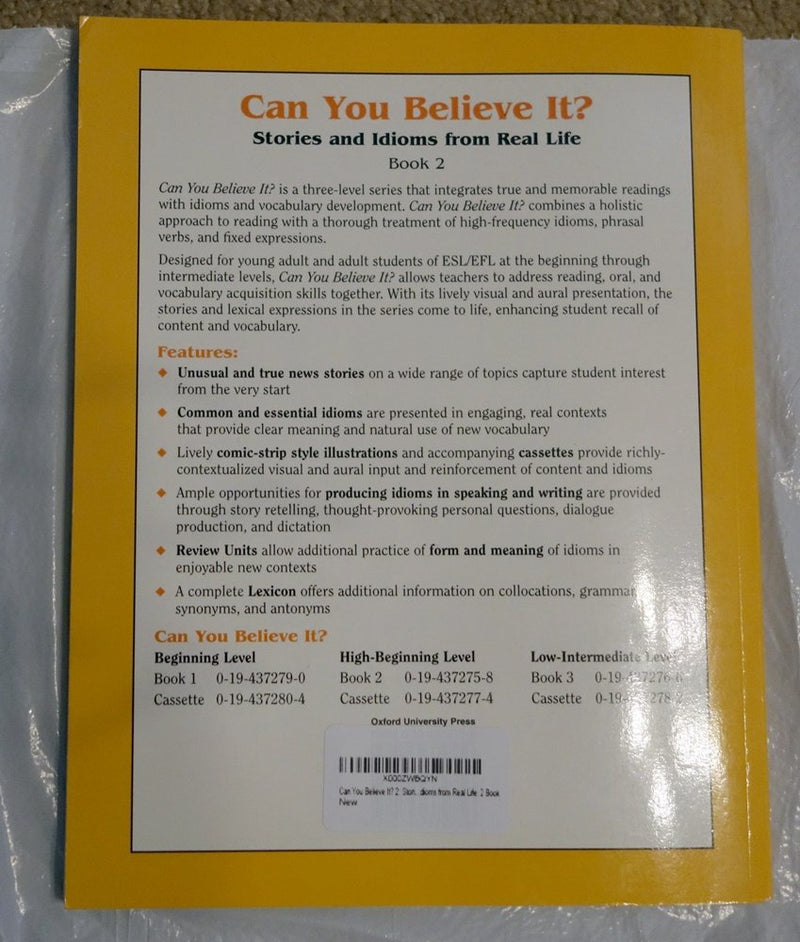 Can You Believe It?
Stories and Idioms from Real Life
Book 2
Can You Believe It? is a three-level series that integrates true and memorable readings
with idioms and vocabulary development. Can You Believe It? combines a holistic
approach to reading with a thorough treatment of high-frequency idioms, phrasal
verbs, and fixed expressions.
Designed for young adult and adult students of ESL/EFL at the beginning through
intermediate levels, Can You Believe It? allows teachers to address reading, oral, and
vocabulary acquisition skills together. With its lively visual and aural presentation, the
stories and lexical expressions in the series come to life, enhancing student recall of
content and vocabulary.
Features:
◆ Unusual and true news stories on a wide range of topics capture student interest
from the very start
◆ Common and essential idioms are presented in engaging, real contexts
that provide clear meaning and natural use of new vocabulary
◆ Lively comic-strip style illustrations and accompanying cassettes provide richly-
contextualized visual and aural input and reinforcement of content and idioms
◆ Ample opportunities for producing idioms in speaking and writing are provided
through story retelling, thought-provoking personal questions, dialogue
production, and dictation
◆ Review Units allow additional practice of form and meaning of idioms in
enjoyable new contexts
◆ A complete Lexicon offers additional information on collocations, grammar,
synonyms, and antonyms
Can You Believe It?
Beginning Level High-Beginning Level Low-Intermediate Level
Book 1 0-19-437279-0 Book 2 0-19-437275-8 Book 3
Cassette 0-19-437280-4 Cassette 0-19-437277-4 Cassette
Oxford University Press
Can You Believe It? 2: Stori. idioms from Real Life: 2 Book
New